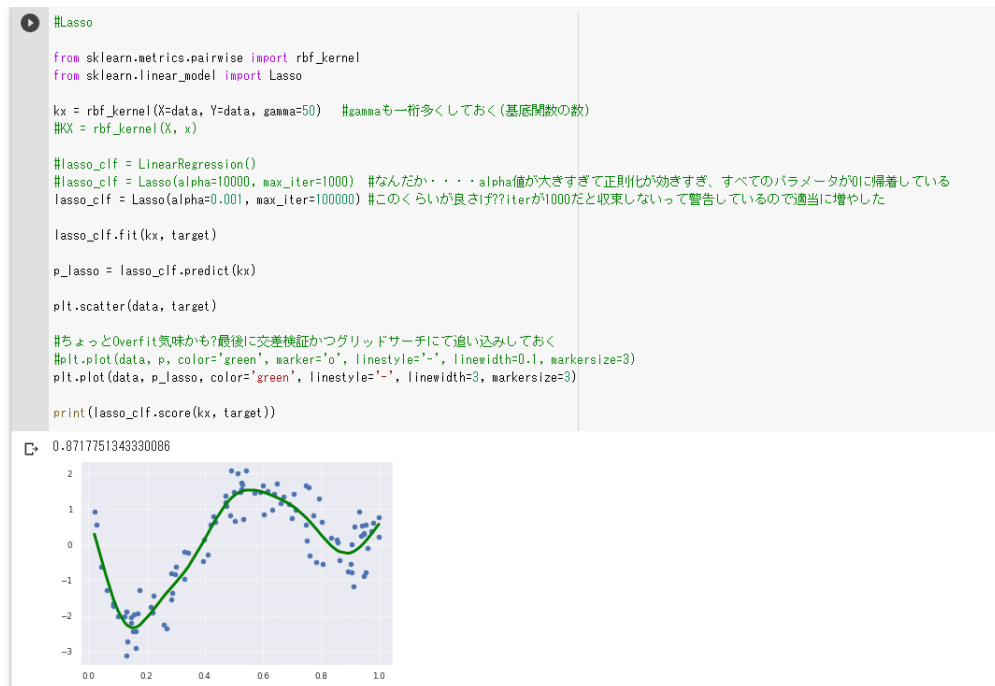 #Lasso
from sklearn.metrics.pairwise import rbf_kernel
from sklearn.linear_model import Lasso
kx = rbf_kernel(X=data, Y=data, gamma=50)   #gammaも一桁多くしておく(基底関数の数)
#KX = rbf_kernel(X, x)
#lasso_clf = LinearRegression()
#lasso_clf = Lasso(alpha=10000, max_iter=1000)  #なんだか・・・・alpha値が大きすぎて正則化が効きすぎ、すべてのパラメータが0に帰着している
lasso_clf = Lasso(alpha=0.001, max_iter=100000) #このくらいが良さげ??iterが1000だと収束しないって警告しているので適当に増やした
lasso_clf.fit(kx, target)
p_lasso = lasso_clf.predict(kx)
plt.scatter(data, target)
#ちょっとOverfit気味かも?最後に交差検証かつグリッドサーチにて追い込みしておく
#plt.plot(data, p, color='green', marker='o', linestyle='-', linewidth=0.1, markersize=3)
plt.plot(data, p_lasso, color='green', linestyle='-', linewidth=3, markersize=3)
print(lasso_clf.score(kx, target))
0.8717751343330086
2
1
0
−1
−2
−3
0.0 0.2 0.4 0.6 0.8 1.0